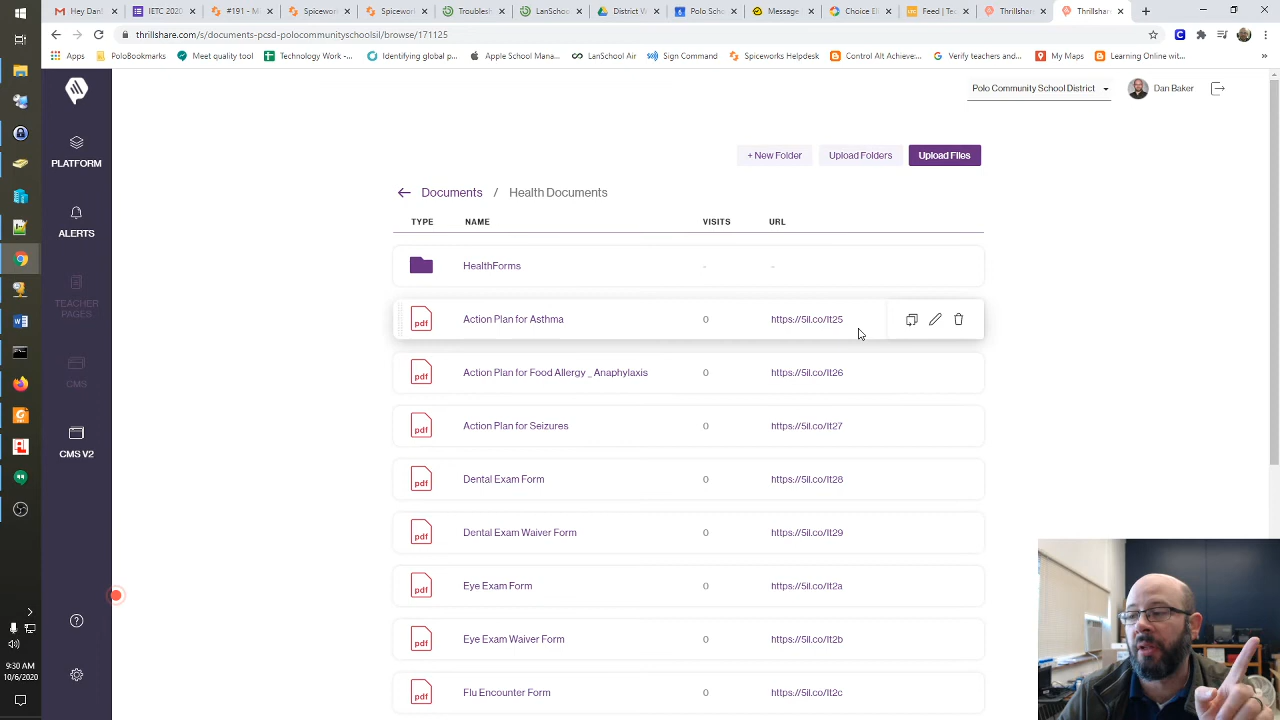 Hey Dan
IETC 2020
#191 - M
Spicewor
Spicewor
Troublesh
LanSchoo
District W
Polo Scho
Message
Choice El
Feed | Te
Thrillshar
Thrillshar
thrillshare.com/s/documents-pcsd-polocommunityschoolsil/browse/171125
Apps
PoloBookmarks
Meet quality tool
Technology Work...
Identifying global p...
Apple School Mana...
LanSchool Air
Sign Command
Spiceworks Helpdesk
Control Alt Achieve:...
Verify teachers and...
My Maps
Learning Online wit...
Polo Community School District
Dan Baker
PLATFORM
ALERTS
TEACHER
PAGES
CMS
CMS V2
+ New Folder
Upload Folders
Upload Files
Documents / Health Documents
TYPE NAME VISITS URL
HealthForms - -
pdf Action Plan for Asthma 0 https://5il.co/lt25
pdf Action Plan for Food Allergy _ Anaphylaxis 0 https://5il.co/lt26
pdf Action Plan for Seizures 0 https://5il.co/lt27
pdf Dental Exam Form 0 https://5il.co/lt28
pdf Dental Exam Waiver Form 0 https://5il.co/lt29
pdf Eye Exam Form 0 https://5il.co/lt2a
pdf Eye Exam Waiver Form 0 https://5il.co/lt2b
pdf Flu Encounter Form 0 https://5il.co/lt2c
9:30 AM
10/6/2020